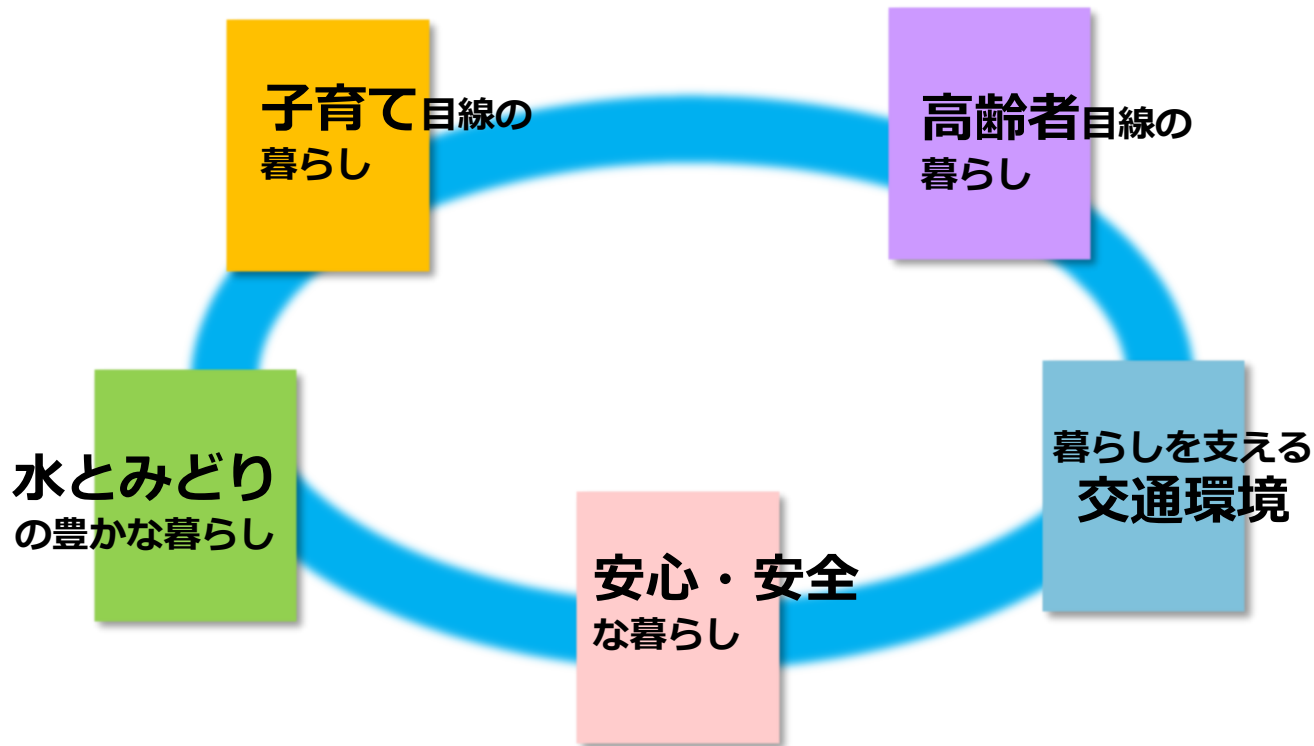 子育て目線の
暮らし
高齢者目線の
暮らし
水とみどり
の豊かな暮らし
暮らしを支える
交通環境
安心・安全
な暮らし